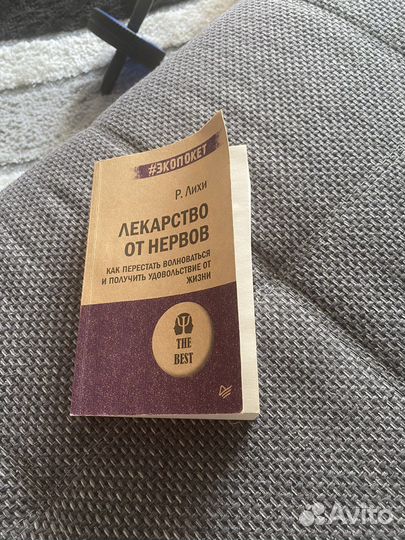 #ЭКОПОКЕТ
Р. Лихи
ЛЕКАРСТВО
ОТ НЕРВОВ
КАК ПЕРЕСТАТЬ ВОЛНОВАТЬСЯ
И ПОЛУЧИТЬ УДОВОЛЬСТВИЕ ОТ
ЖИЗНИ
THE
BEST
Avito